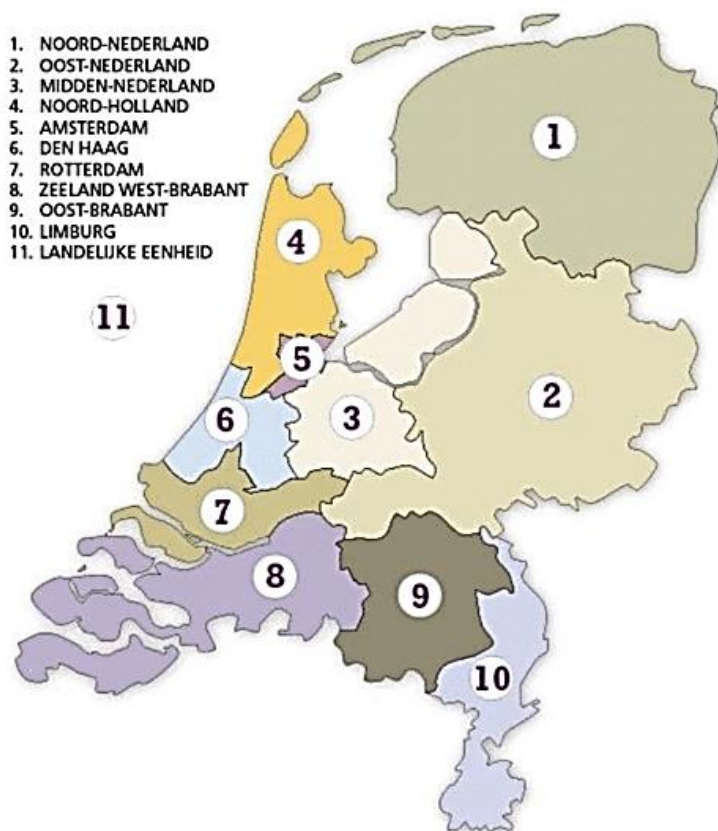 1. NOORD-NEDERLAND
2. OOST-NEDERLAND
3. MIDDEN-NEDERLAND
4. NOORD-HOLLAND
5. AMSTERDAM
6. DEN HAAG
7. ROTTERDAM
8. ZEELAND WEST-BRABANT
9. OOST-BRABANT
10. LIMBURG
11. LANDELIJKE EENHEID
1
4
11
5
2
3
6
7
8
9
10